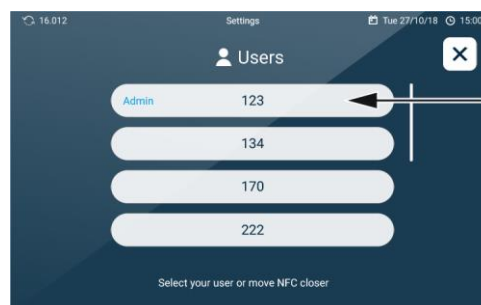 16.012 Settings Tue 27/10/18 15:00
Users
Admin 123
134
170
222
Select your user or move NFC closer